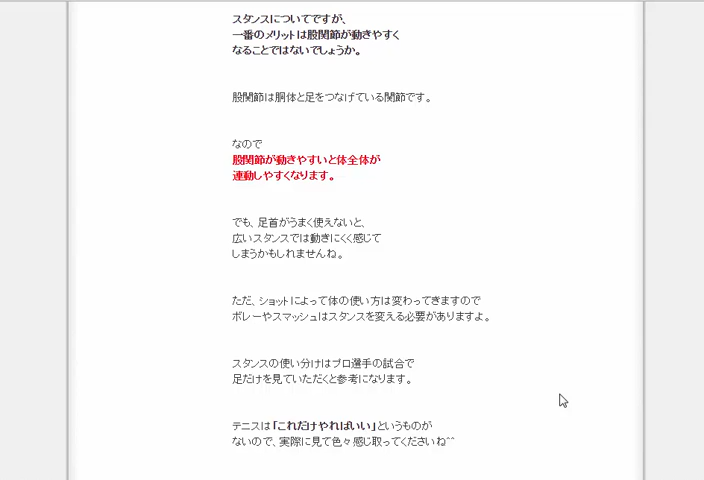 スタンスについてですが、
一番のメリットは股関節が動きやすく
なることではないでしょうか。
股関節は胴体と足をつなげている関節です。
なので
股関節が動きやすいと体全体が
連動しやすくなります。
でも、足首がうまく使えないと、
広いスタンスでは動きにくく感じて
しまうかもしれませんね。
ただ、ショットによって体の使い方は変わってきますので
ボレーやスマッシュはスタンスを変える必要がありますよ。
スタンスの使い分けはプロ選手の試合で
足だけを見ていただくと参考になります。
テニスは「これだけやればいい」というものが
ないので、実際に見て色々感じ取ってくださいね^^